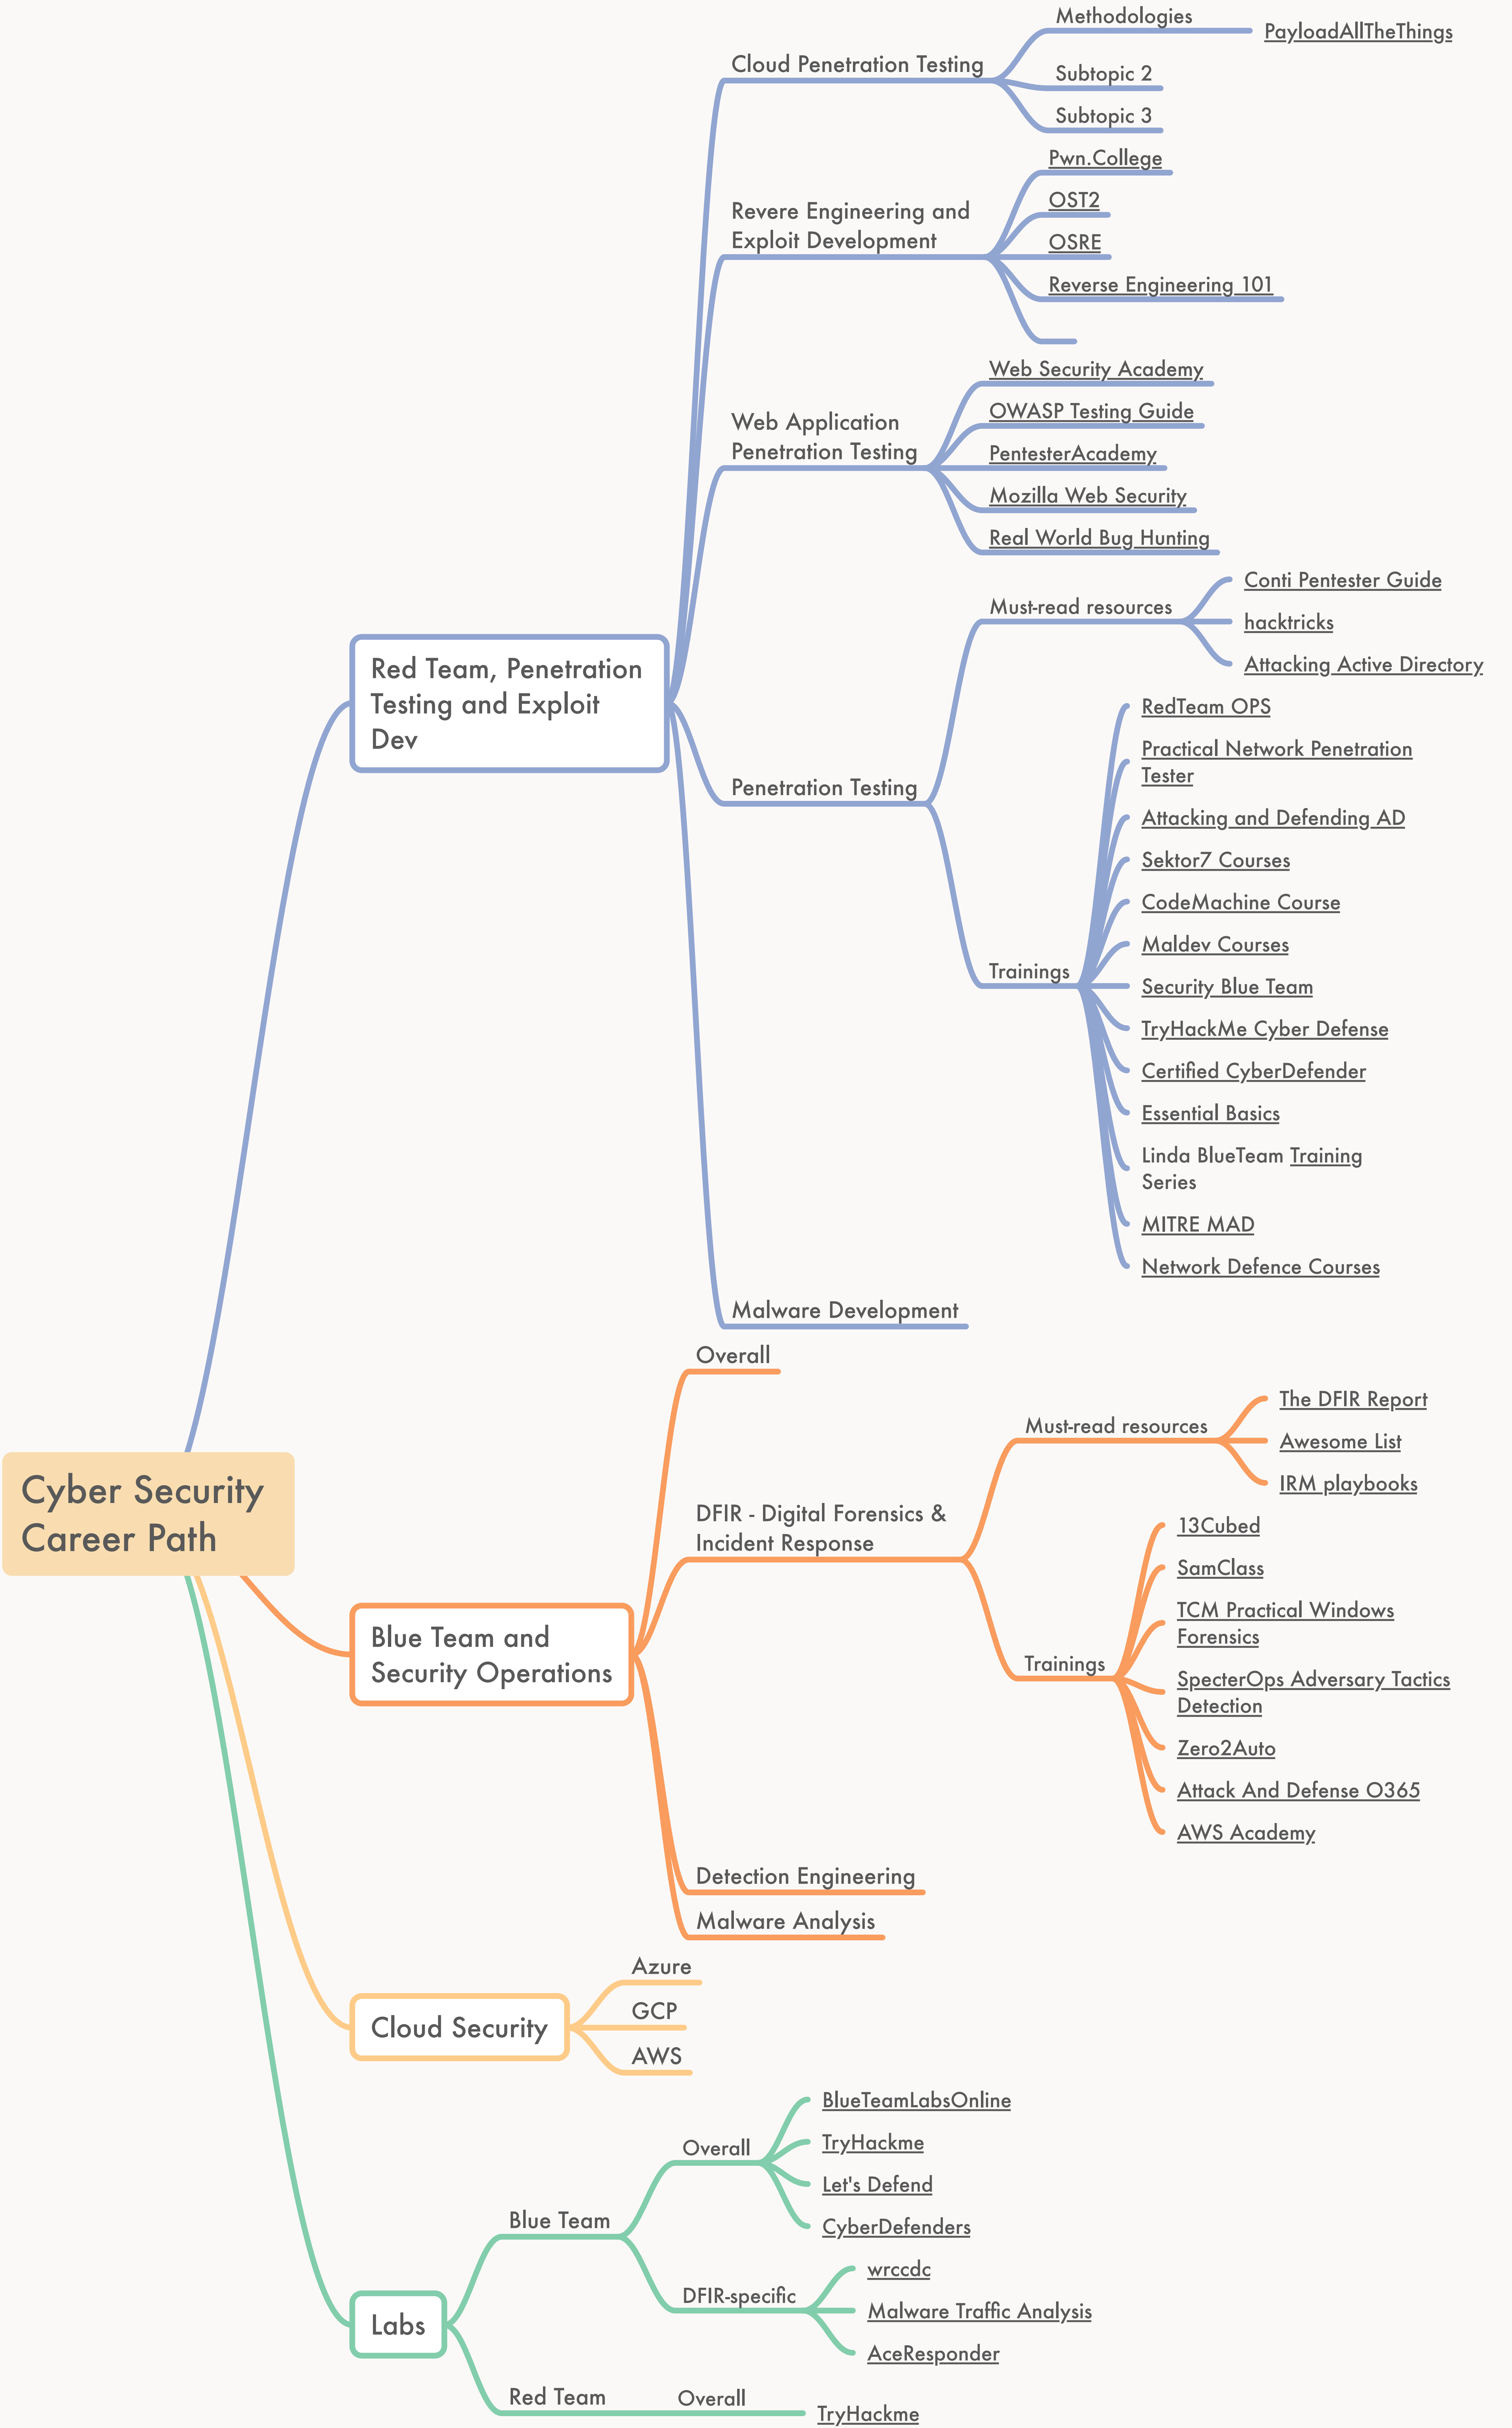 Methodologies
PayloadAllTheThings
Cloud Penetration Testing
Subtopic 2
Subtopic 3
Pwn.College
OST2
Revere Engineering and
Exploit Development
OSRE
Reverse Engineering 101
Web Security Academy
OWASP Testing Guide
Web Application
Penetration Testing
PentesterAcademy
Mozilla Web Security
Real World Bug Hunting
Conti Pentester Guide
Must-read resources
hacktricks
Attacking Active Directory
Red Team, Penetration
Testing and Exploit
Dev
RedTeam OPS
Practical Network Penetration
Tester
Penetration Testing
Attacking and Defending AD
Sektor7 Courses
CodeMachine Course
Maldev Courses
Trainings
Security Blue Team
TryHackMe Cyber Defense
Certified CyberDefender
Essential Basics
Linda BlueTeam Training
Series
MITRE MAD
Network Defence Courses
Malware Development
Overall
The DFIR Report
Must-read resources
Awesome List
IRM playbooks
Cyber Security
Career Path
DFIR - Digital Forensics &
Incident Response
13Cubed
SamClass
TCM Practical Windows
Forensics
Blue Team and
Security Operations
Trainings
SpecterOps Adversary Tactics
Detection
Zero2Auto
Attack And Defense O365
AWS Academy
Detection Engineering
Malware Analysis
Azure
GCP
Cloud Security
AWS
BlueTeamLabsOnline
TryHackme
Overall
Let's Defend
Blue Team
CyberDefenders
wrccdc
DFIR-specific
Malware Traffic Analysis
Labs
AceResponder
Red Team
Overall
TryHackme